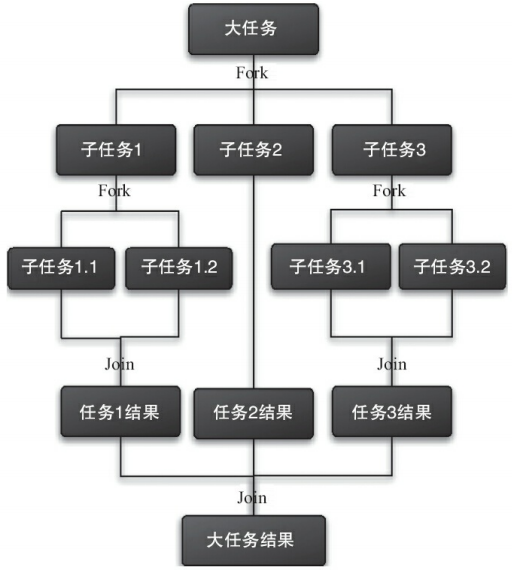 大任务
Fork
子任务1 子任务2 子任务3
Fork Fork
子任务1.1 子任务1.2 子任务3.1 子任务3.2
Join Join
任务1结果 任务2结果 任务3结果
Join
大任务结果